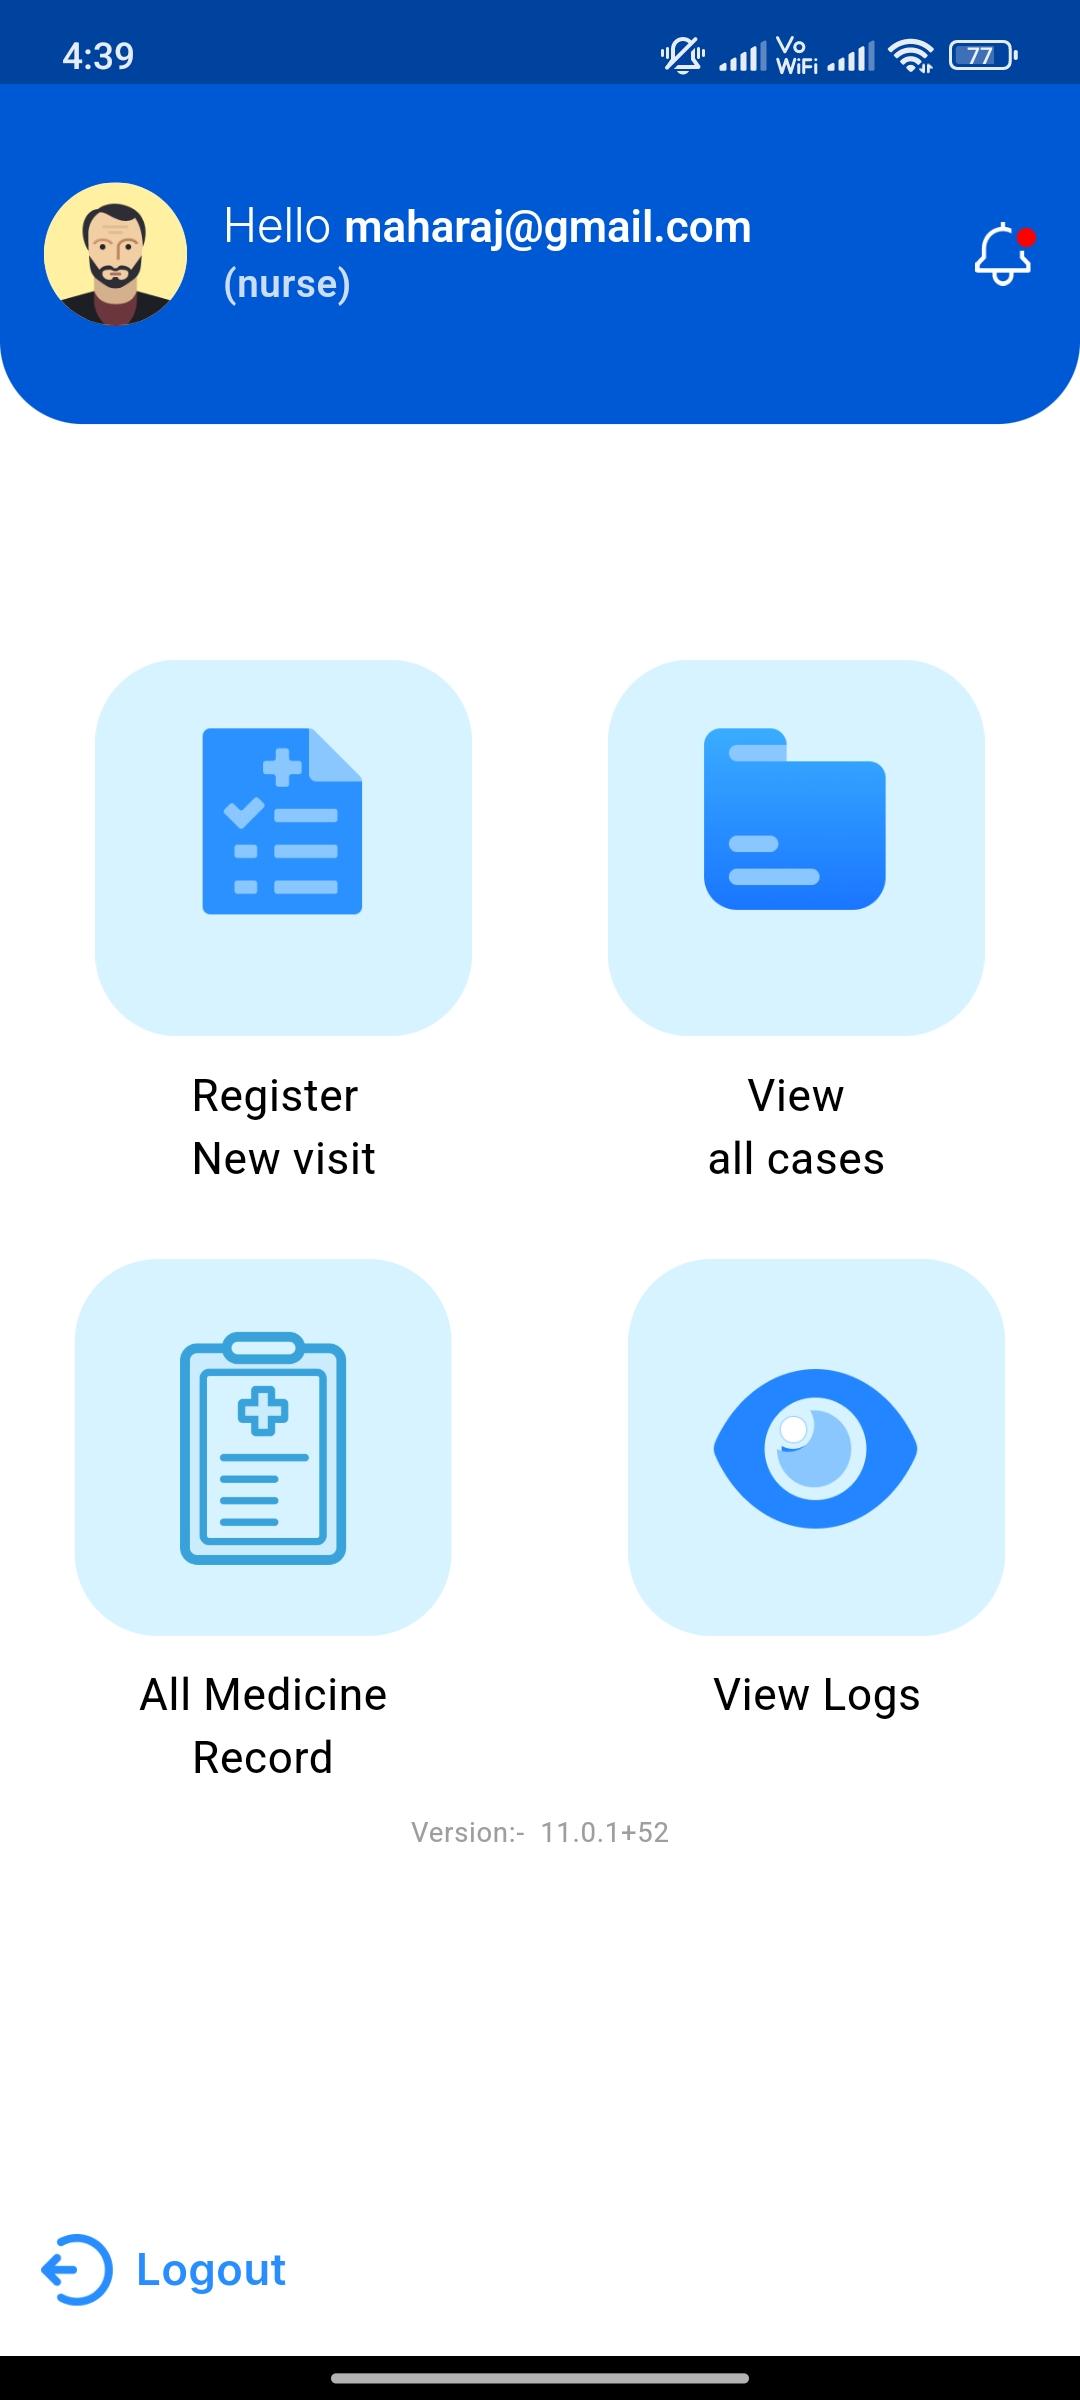 4:39
Vo
WiFi
77
Hello maharaj@gmail.com
(nurse)
Register
New visit
View
all cases
All Medicine
Record
View Logs
Version:- 11.0.1+52
Logout